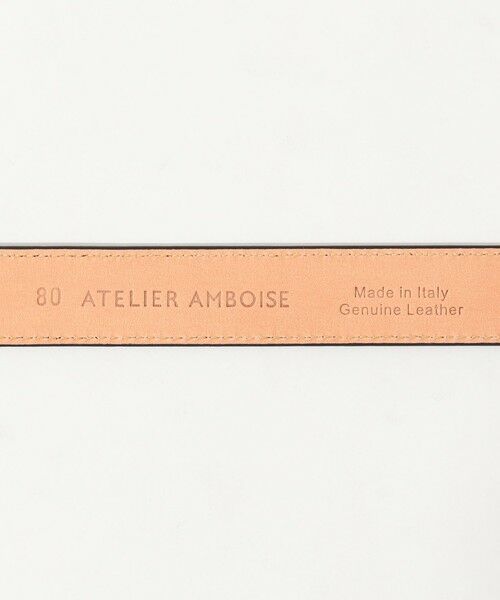 80 ATELIER AMBOISE
Made in Italy
Genuine Leather